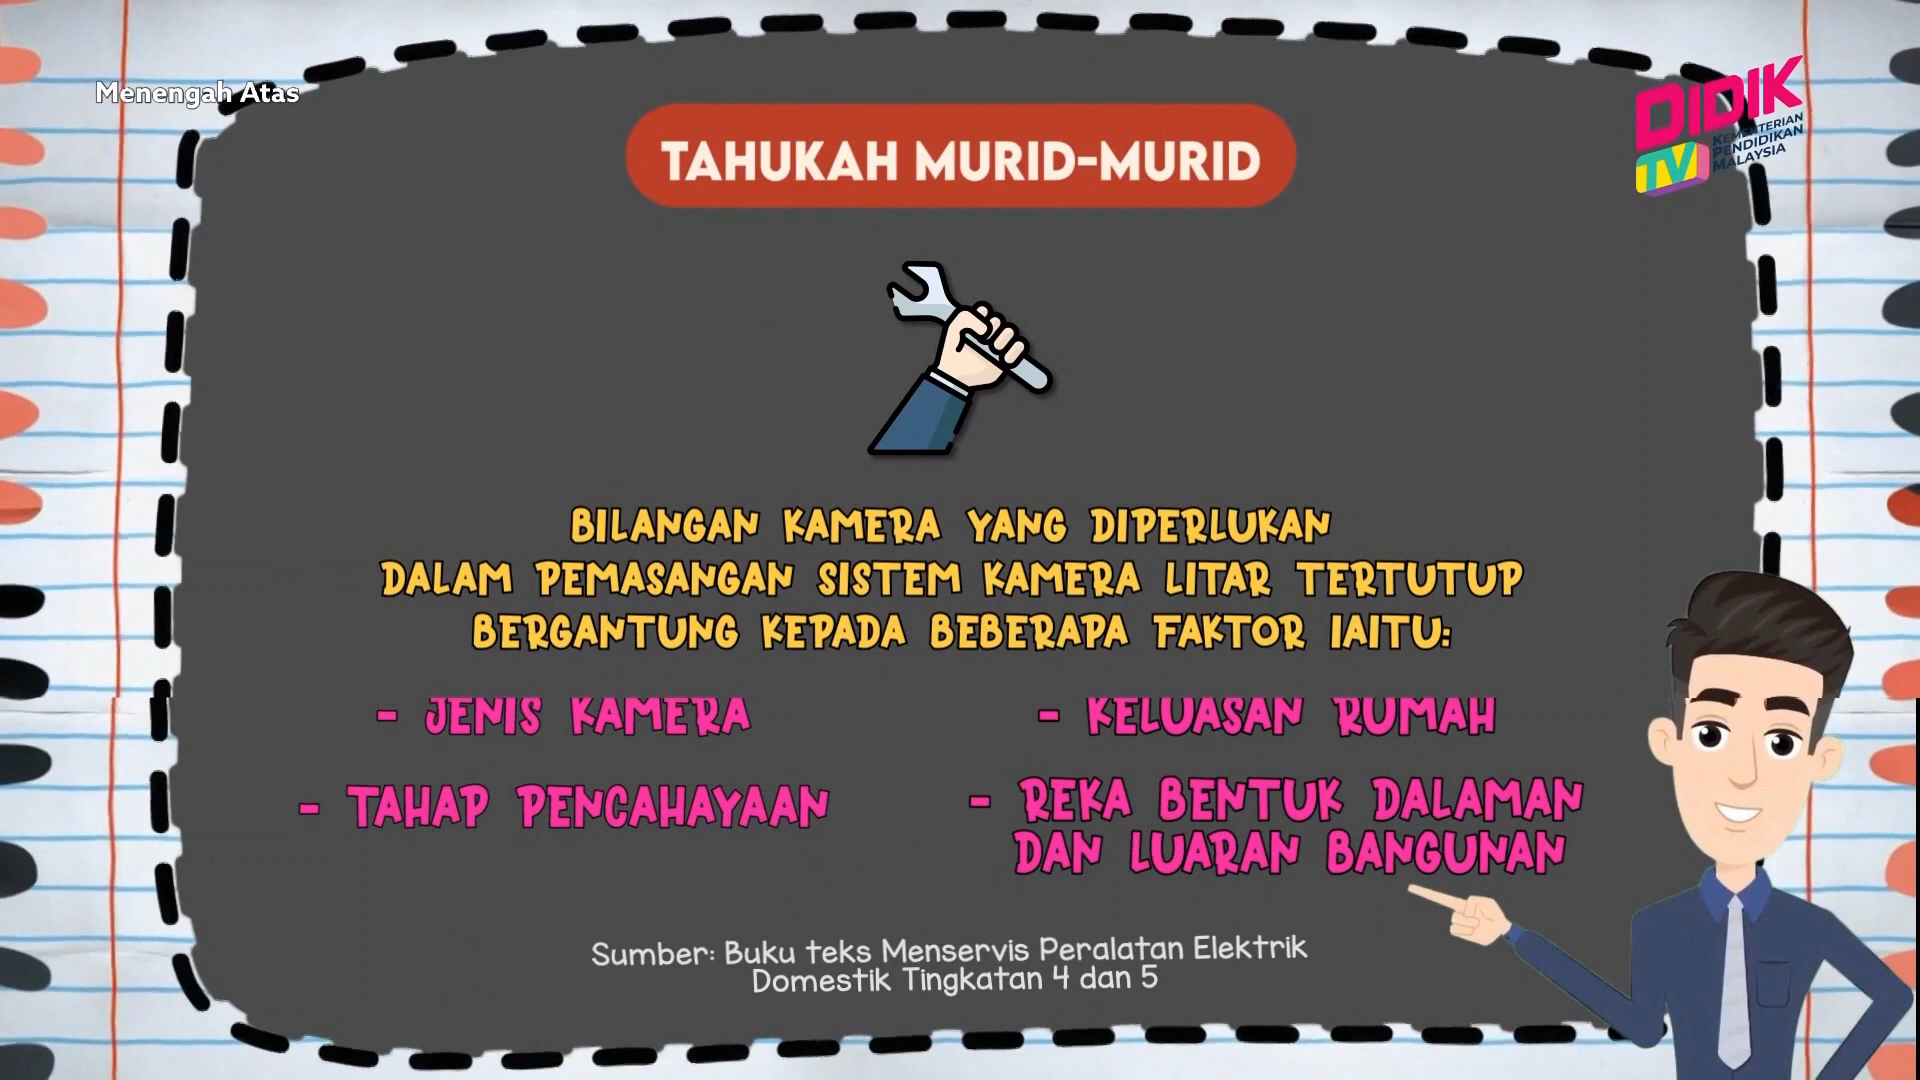 Menengah Atas
DIDIK
TV
KEMENTERIAN
PENDIDIKAN
MALAYSIA
TAHUKAH MURID-MURID
BILANGAN KAMERA YANG DIPERLUKAN
DALAM PEMASANGAN SISTEM KAMERA LITAR TERTUTUP
BERGANTUNG KEPADA BEBERAPA FAKTOR IAITU:
- JENIS KAMERA
- TAHAP PENCAHAYAAN
- KELUASAN RUMAH
- REKA BENTUK DALAMAN
DAN LUARAN BANGUNAN
Sumber: Buku teks Menservis Peralatan Elektrik
Domestik Tingkatan 4 dan 5